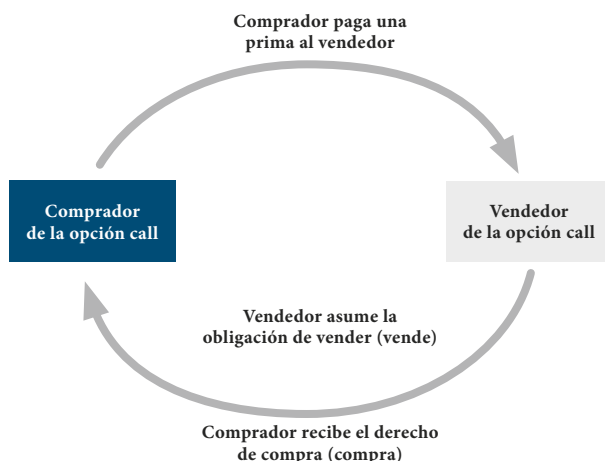 Comprador paga una
prima al vendedor
Comprador
de la opción call
Vendedor
de la opción call
Vendedor asume la
obligación de vender (vende)
Comprador recibe el derecho
de compra (compra)